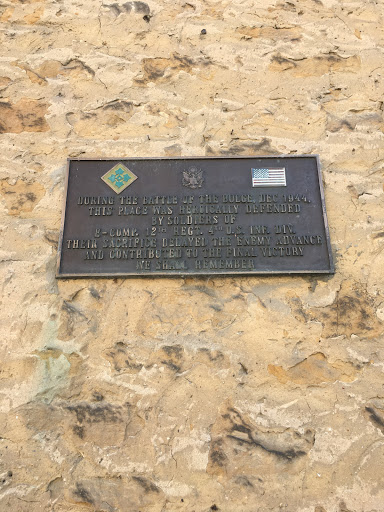 DURING THE BATTLE OF THE BULGE, DEC 1944,
THIS PLACE WAS HEROICALLY DEFENDED
BY SOLDIERS OF
COMP. 12TH REGT. 4TH U.S. INF. DIV.
THEIR SACRIFICE DELAYED THE ENEMY ADVANCE
AND CONTRIBUTED TO THE FINAL VICTORY
WE SHALL REMEMBER